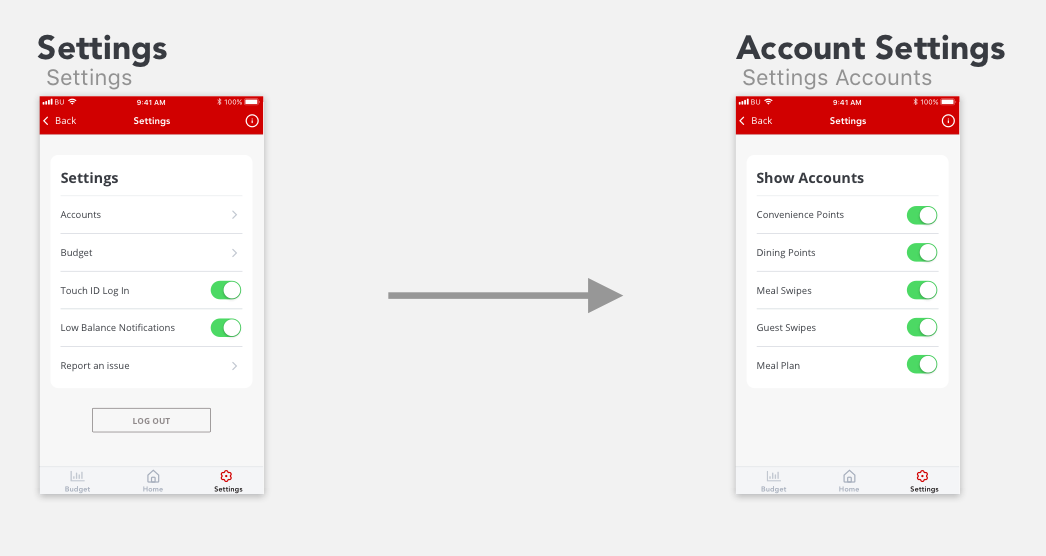 Settings
Settings
BU 9:41 AM 100%
Back Settings
Settings
Accounts
Budget
Touch ID Log In
Low Balance Notifications
Report an issue
LOG OUT
Budget Home Settings
Account Settings
Settings Accounts
BU 9:41 AM 100%
Back Settings
Show Accounts
Convenience Points
Dining Points
Meal Swipes
Guest Swipes
Meal Plan
Budget Home Settings